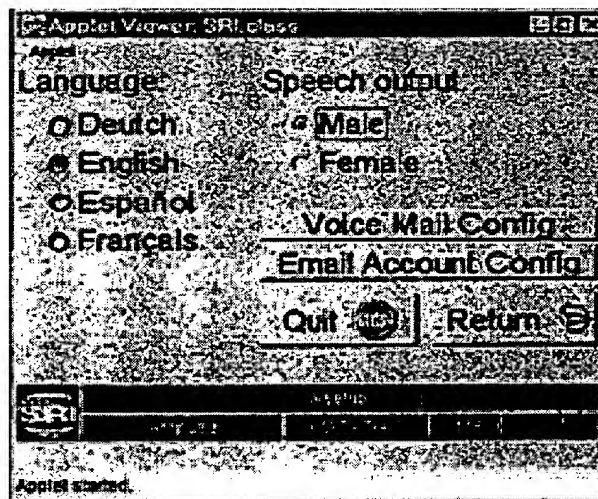 Applet Viewer: SRI.class
Applet
Language:
Deutch
English
Español
Français
Speech output
Male
Female
Voice Mail Config
Email Account Config
Quit
Return
SRI
Applet started.